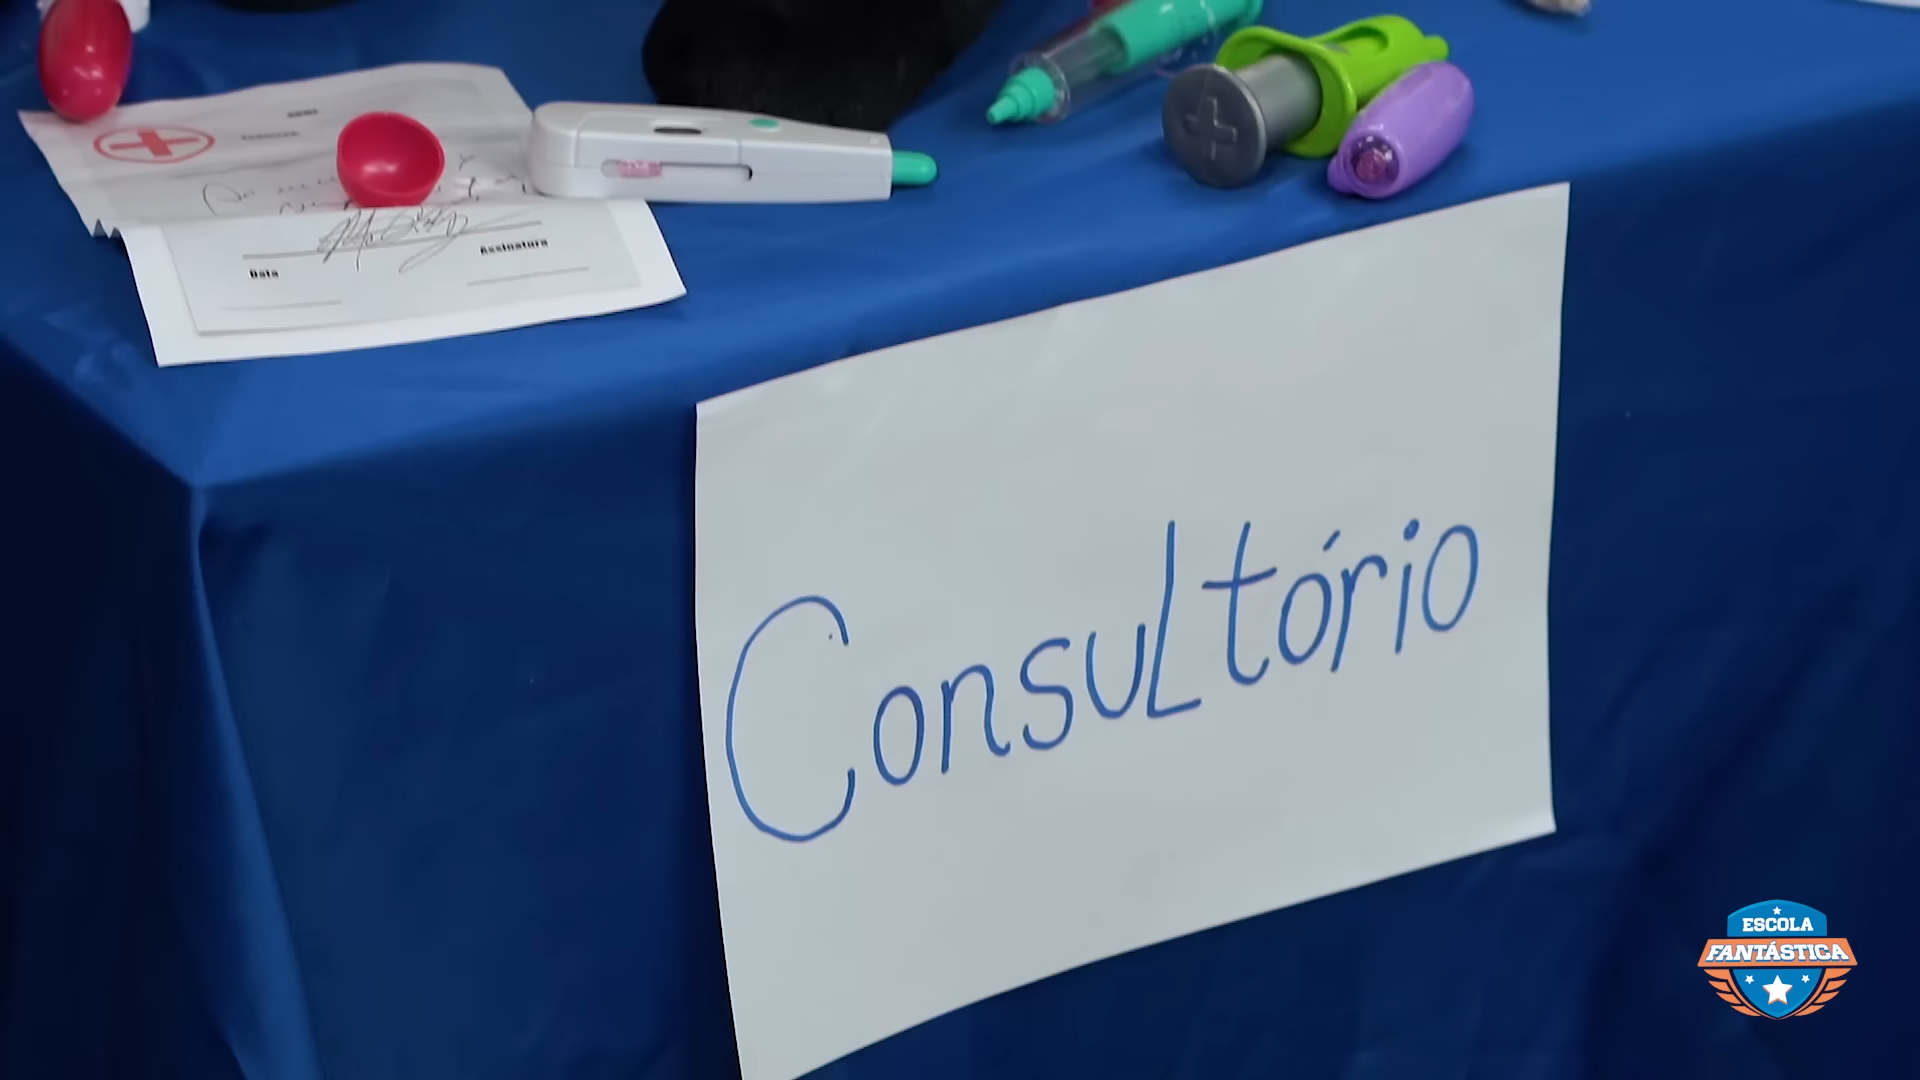 Assinatura
Data
Consultório
ESCOLA
FANTÁSTICA